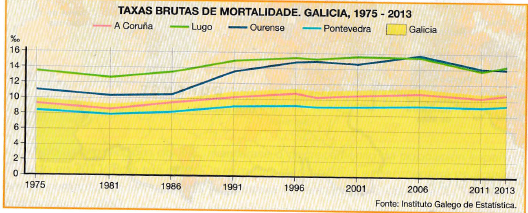 TAXAS BRUTAS DE MORTALIDADE. GALICIA, 1975 - 2013
A Coruña Lugo Ourense Pontevedra Galicia
‰
16
14
12
10
8
6
4
2
0
1975 1981 1986 1991 1996 2001 2006 2011 2013
Fonte: Instituto Galego de Estatística.